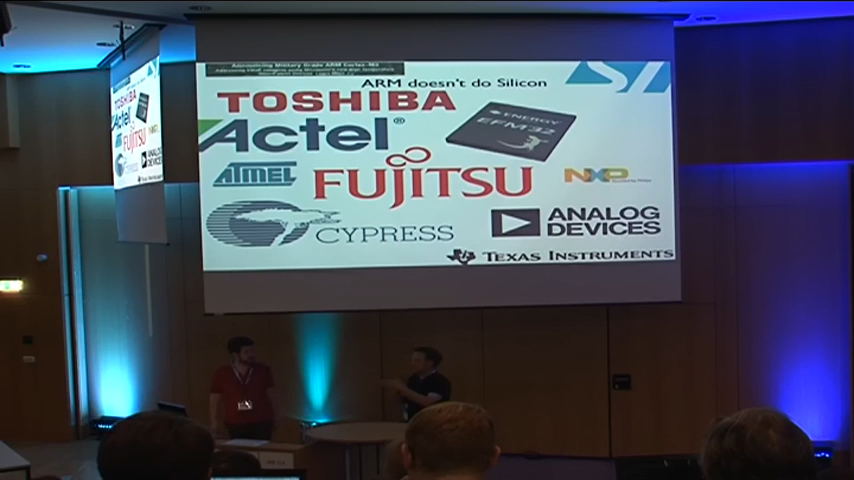 Announcing Military Grade ARM Cortex-M3
ARM doesn't do Silicon
ST
TOSHIBA
ENERGY
EFM32
Actel®
ATMEL
FUJITSU
NXP
CYPRESS
ANALOG
DEVICES
TEXAS INSTRUMENTS